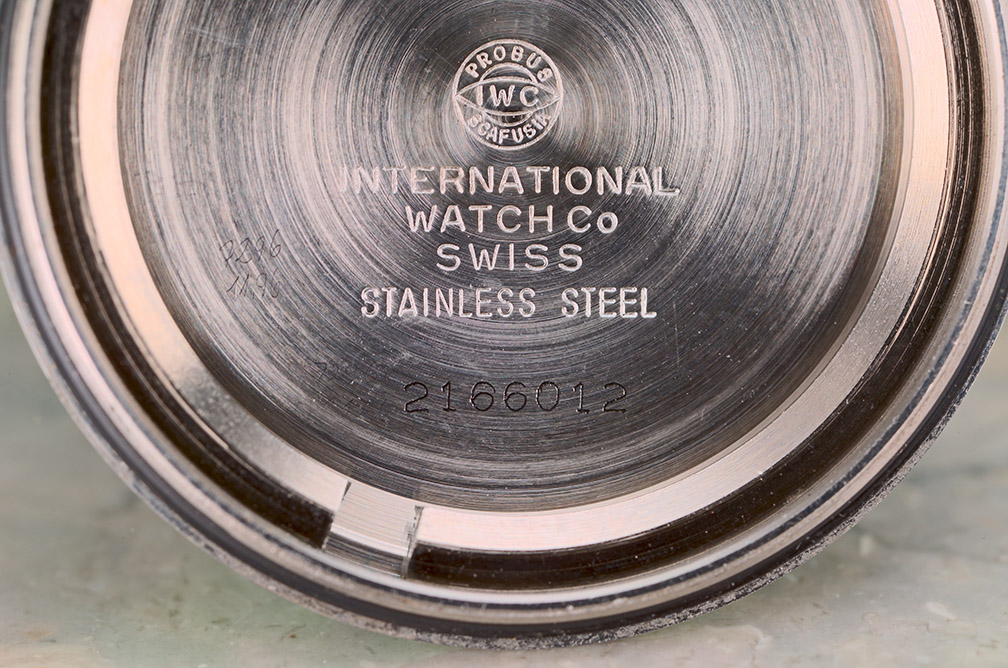 PROBUS
IWC
SCAFUSIA
INTERNATIONAL
WATCH Co
SWISS
STAINLESS STEEL
2166012